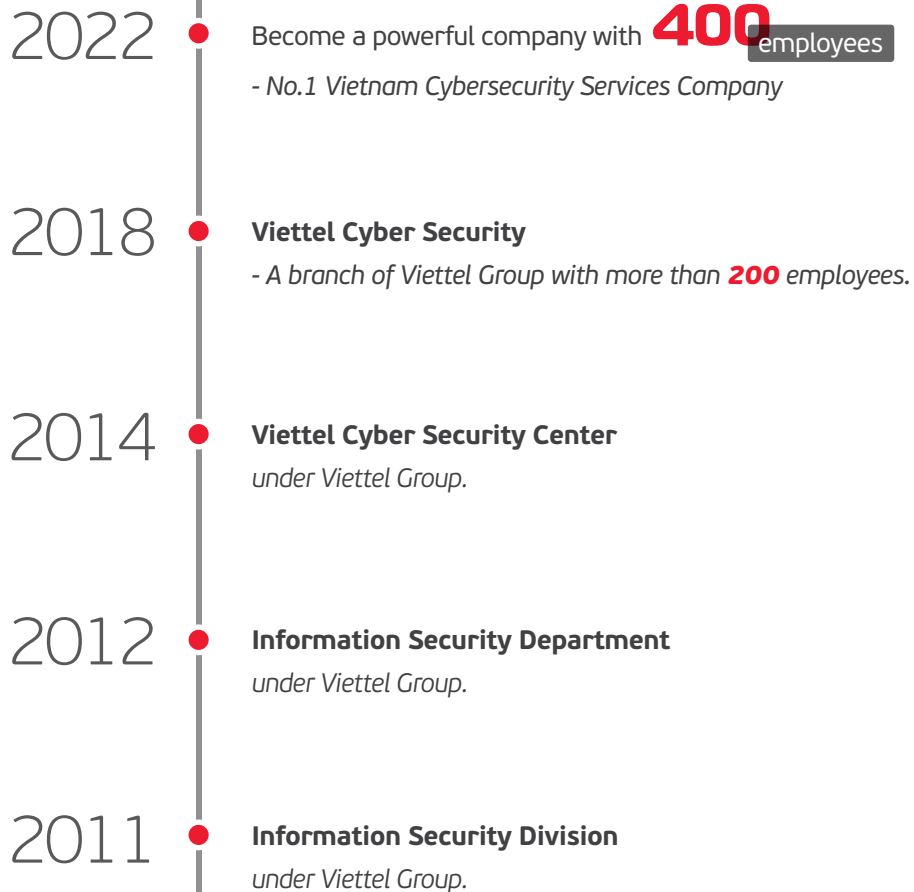 2022
Become a powerful company with 400 employees
- No.1 Vietnam Cybersecurity Services Company
2018
Viettel Cyber Security
- A branch of Viettel Group with more than 200 employees.
2014
Viettel Cyber Security Center
under Viettel Group.
2012
Information Security Department
under Viettel Group.
2011
Information Security Division
under Viettel Group.